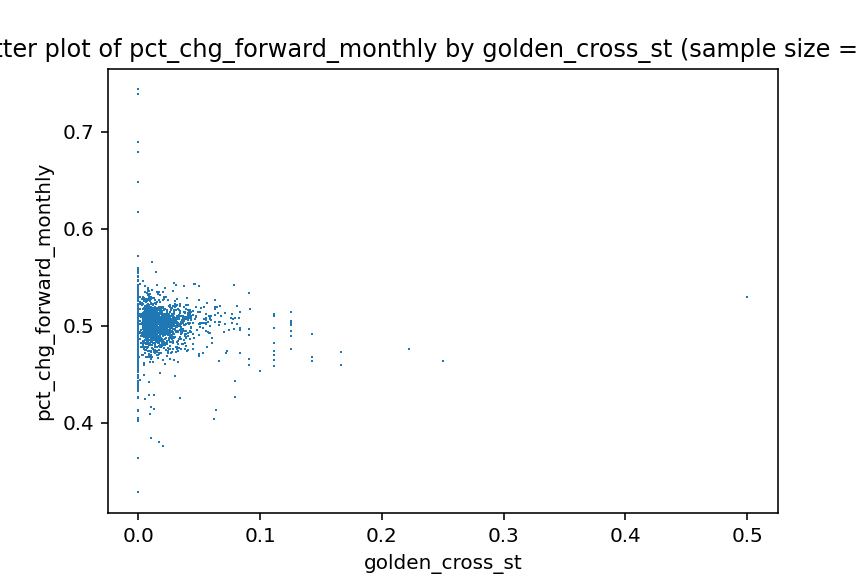 plot of pct_chg_forward_monthly by golden_cross_st (sample size =
0.7
0.6
0.5
0.4
pct_chg_forward_monthly
0.0 0.1 0.2 0.3 0.4 0.5
golden_cross_st